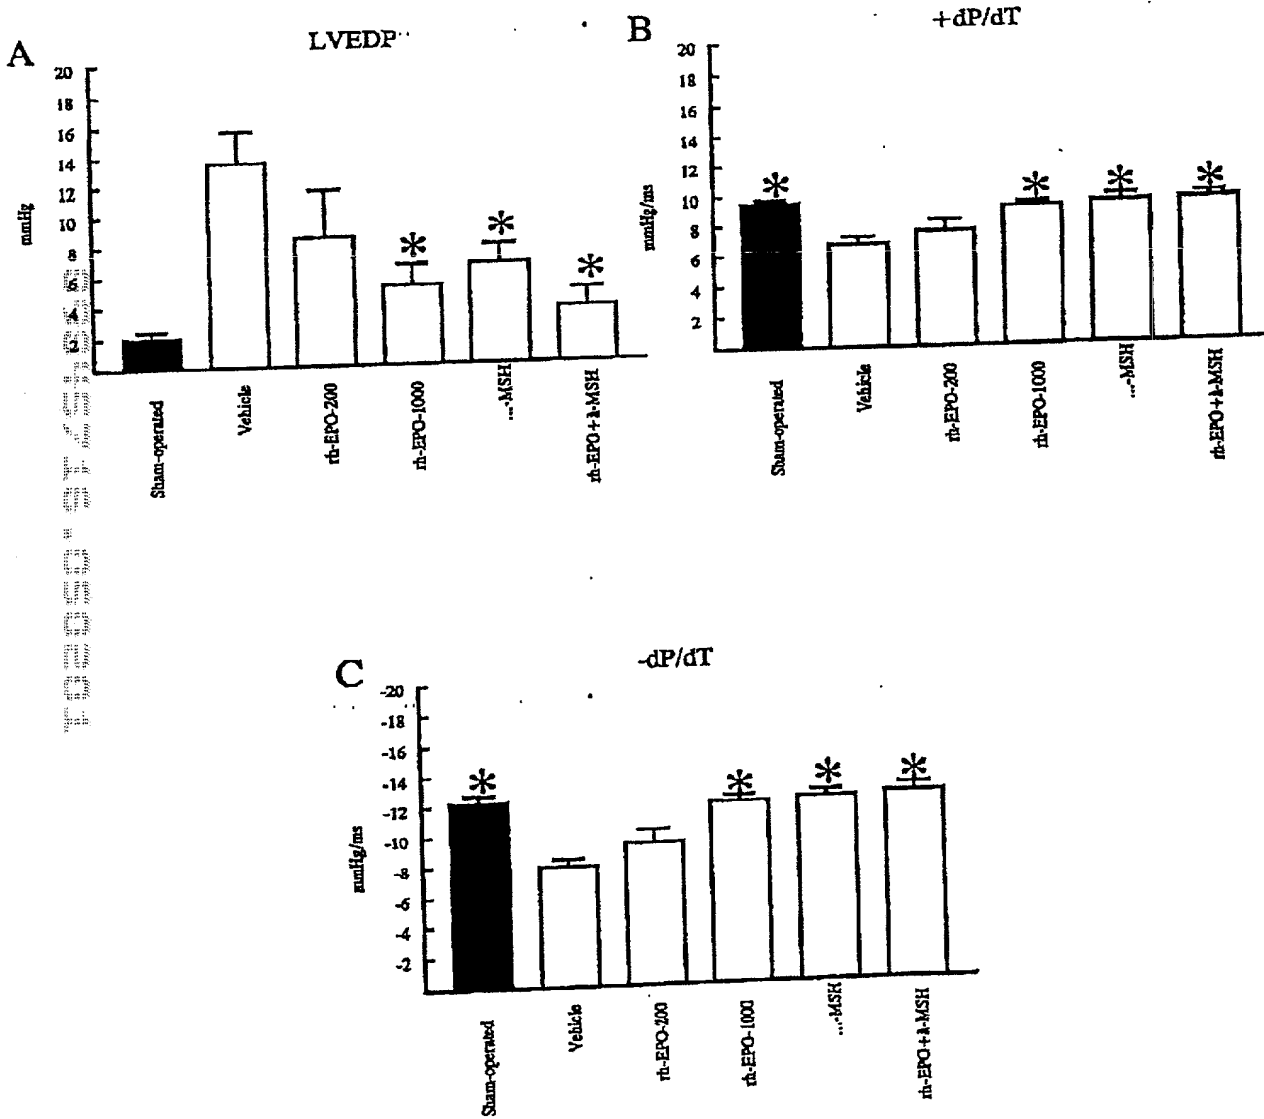 A
LVEDP
20
18
16
14
12
10
8
6
4
2
mmHg
*
*
*
Sham-operated
Vehicle
rh-EPO-200
rh-EPO-1000
...-MSH
B
+dP/dT
20
18
16
14
12
10
8
6
4
2
mmHg/ms
*
*
*
*
Sham-operated
Vehicle
rh-EPO-200
rh-EPO-1000
...-MSH
C
-dP/dT
-20
-18
-16
-14
-12
-10
-8
-6
-4
-2
mmHg/ms
*
*
*
*
Sham-operated
Vehicle
rh-EPO-200
rh-EPO-1000
...-MSH